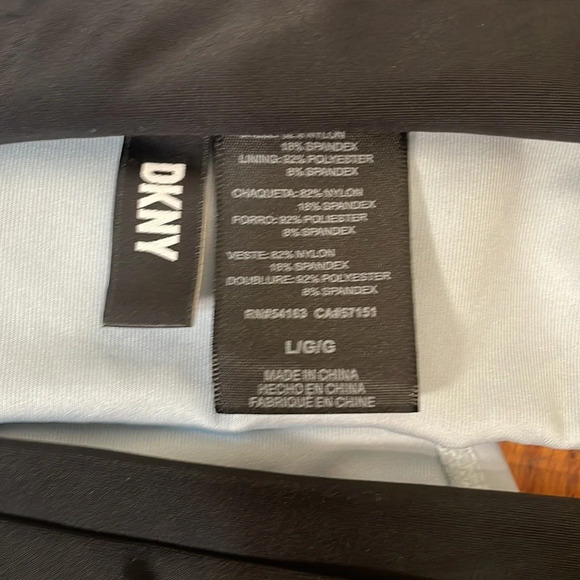 DKNY
82% NYLON
18% SPANDEX
LINING: 92% POLYESTER
8% SPANDEX
CHAQUETA: 82% NYLON
18% SPANDEX
FORRO: 92% POLIESTER
8% SPANDEX
VESTE: 82% NYLON
18% SPANDEX
DOUBLURE: 92% POLYESTER
8% SPANDEX
RN#54163 CA#57151
L/G/G
MADE IN CHINA
HECHO EN CHINA
FABRIQUÉ EN CHINE